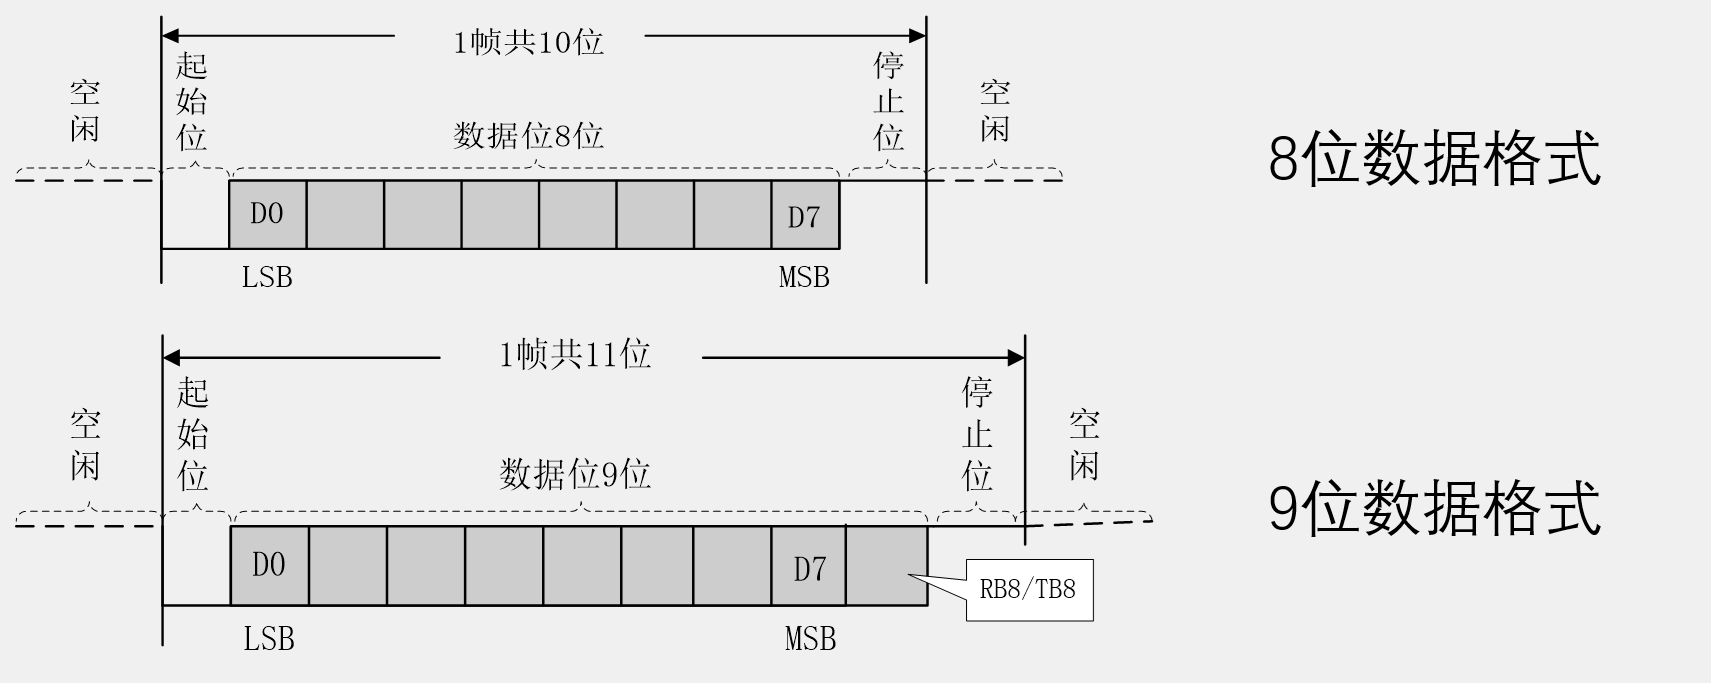 1帧共10位
空闲
起始位
数据位8位
停止位
空闲
8位数据格式
D0
D7
LSB
MSB
1帧共11位
空闲
起始位
数据位9位
停止位
空闲
9位数据格式
D0
D7
RB8/TB8
LSB
MSB